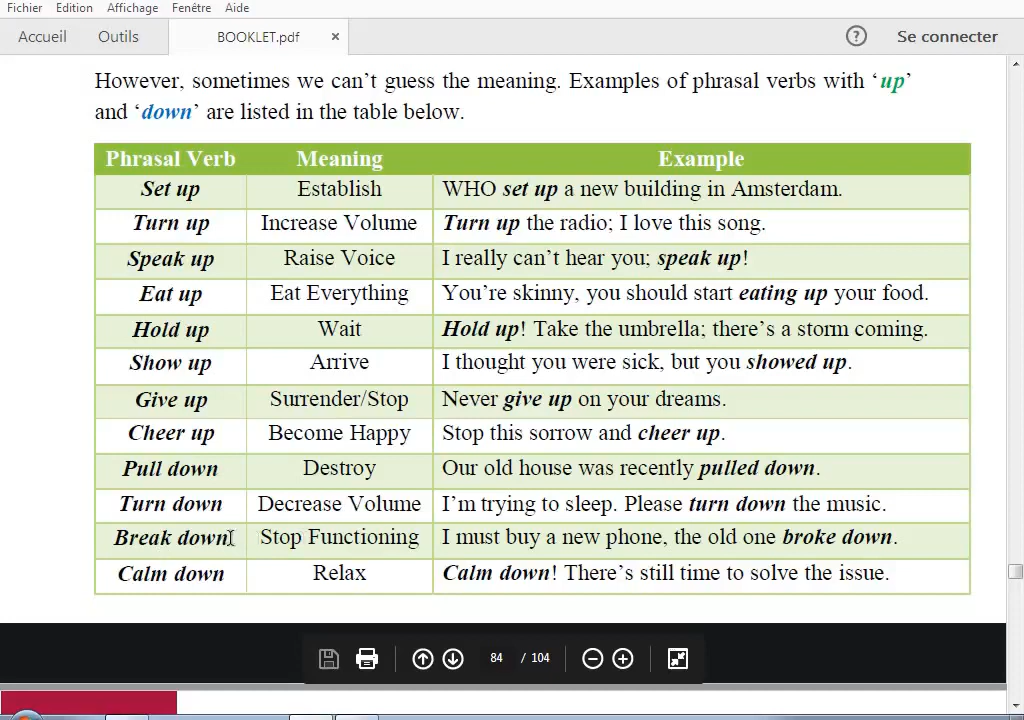 Fichier Edition Affichage Fenêtre Aide
Accueil Outils BOOKLET.pdf × ? Se connecter
However, sometimes we can't guess the meaning. Examples of phrasal verbs with 'up'
and 'down' are listed in the table below.
Phrasal Verb Meaning Example
Set up Establish WHO set up a new building in Amsterdam.
Turn up Increase Volume Turn up the radio; I love this song.
Speak up Raise Voice I really can't hear you; speak up!
Eat up Eat Everything You're skinny, you should start eating up your food.
Hold up Wait Hold up! Take the umbrella; there's a storm coming.
Show up Arrive I thought you were sick, but you showed up.
Give up Surrender/Stop Never give up on your dreams.
Cheer up Become Happy Stop this sorrow and cheer up.
Pull down Destroy Our old house was recently pulled down.
Turn down Decrease Volume I'm trying to sleep. Please turn down the music.
Break down Stop Functioning I must buy a new phone, the old one broke down.
Calm down Relax Calm down! There's still time to solve the issue.
84 / 104